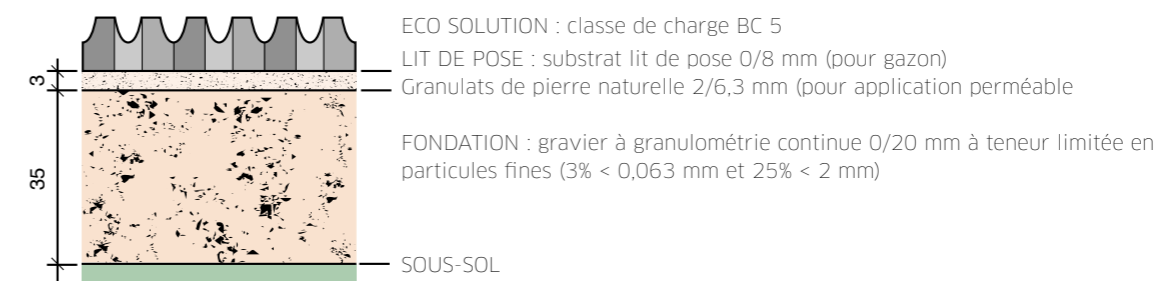 ECO SOLUTION : classe de charge BC 5
LIT DE POSE : substrat lit de pose 0/8 mm (pour gazon)
Granulats de pierre naturelle 2/6,3 mm (pour application perméable
3
FONDATION : gravier à granulométrie continue 0/20 mm à teneur limitée en
particules fines (3% < 0,063 mm et 25% < 2 mm)
35
SOUS-SOL